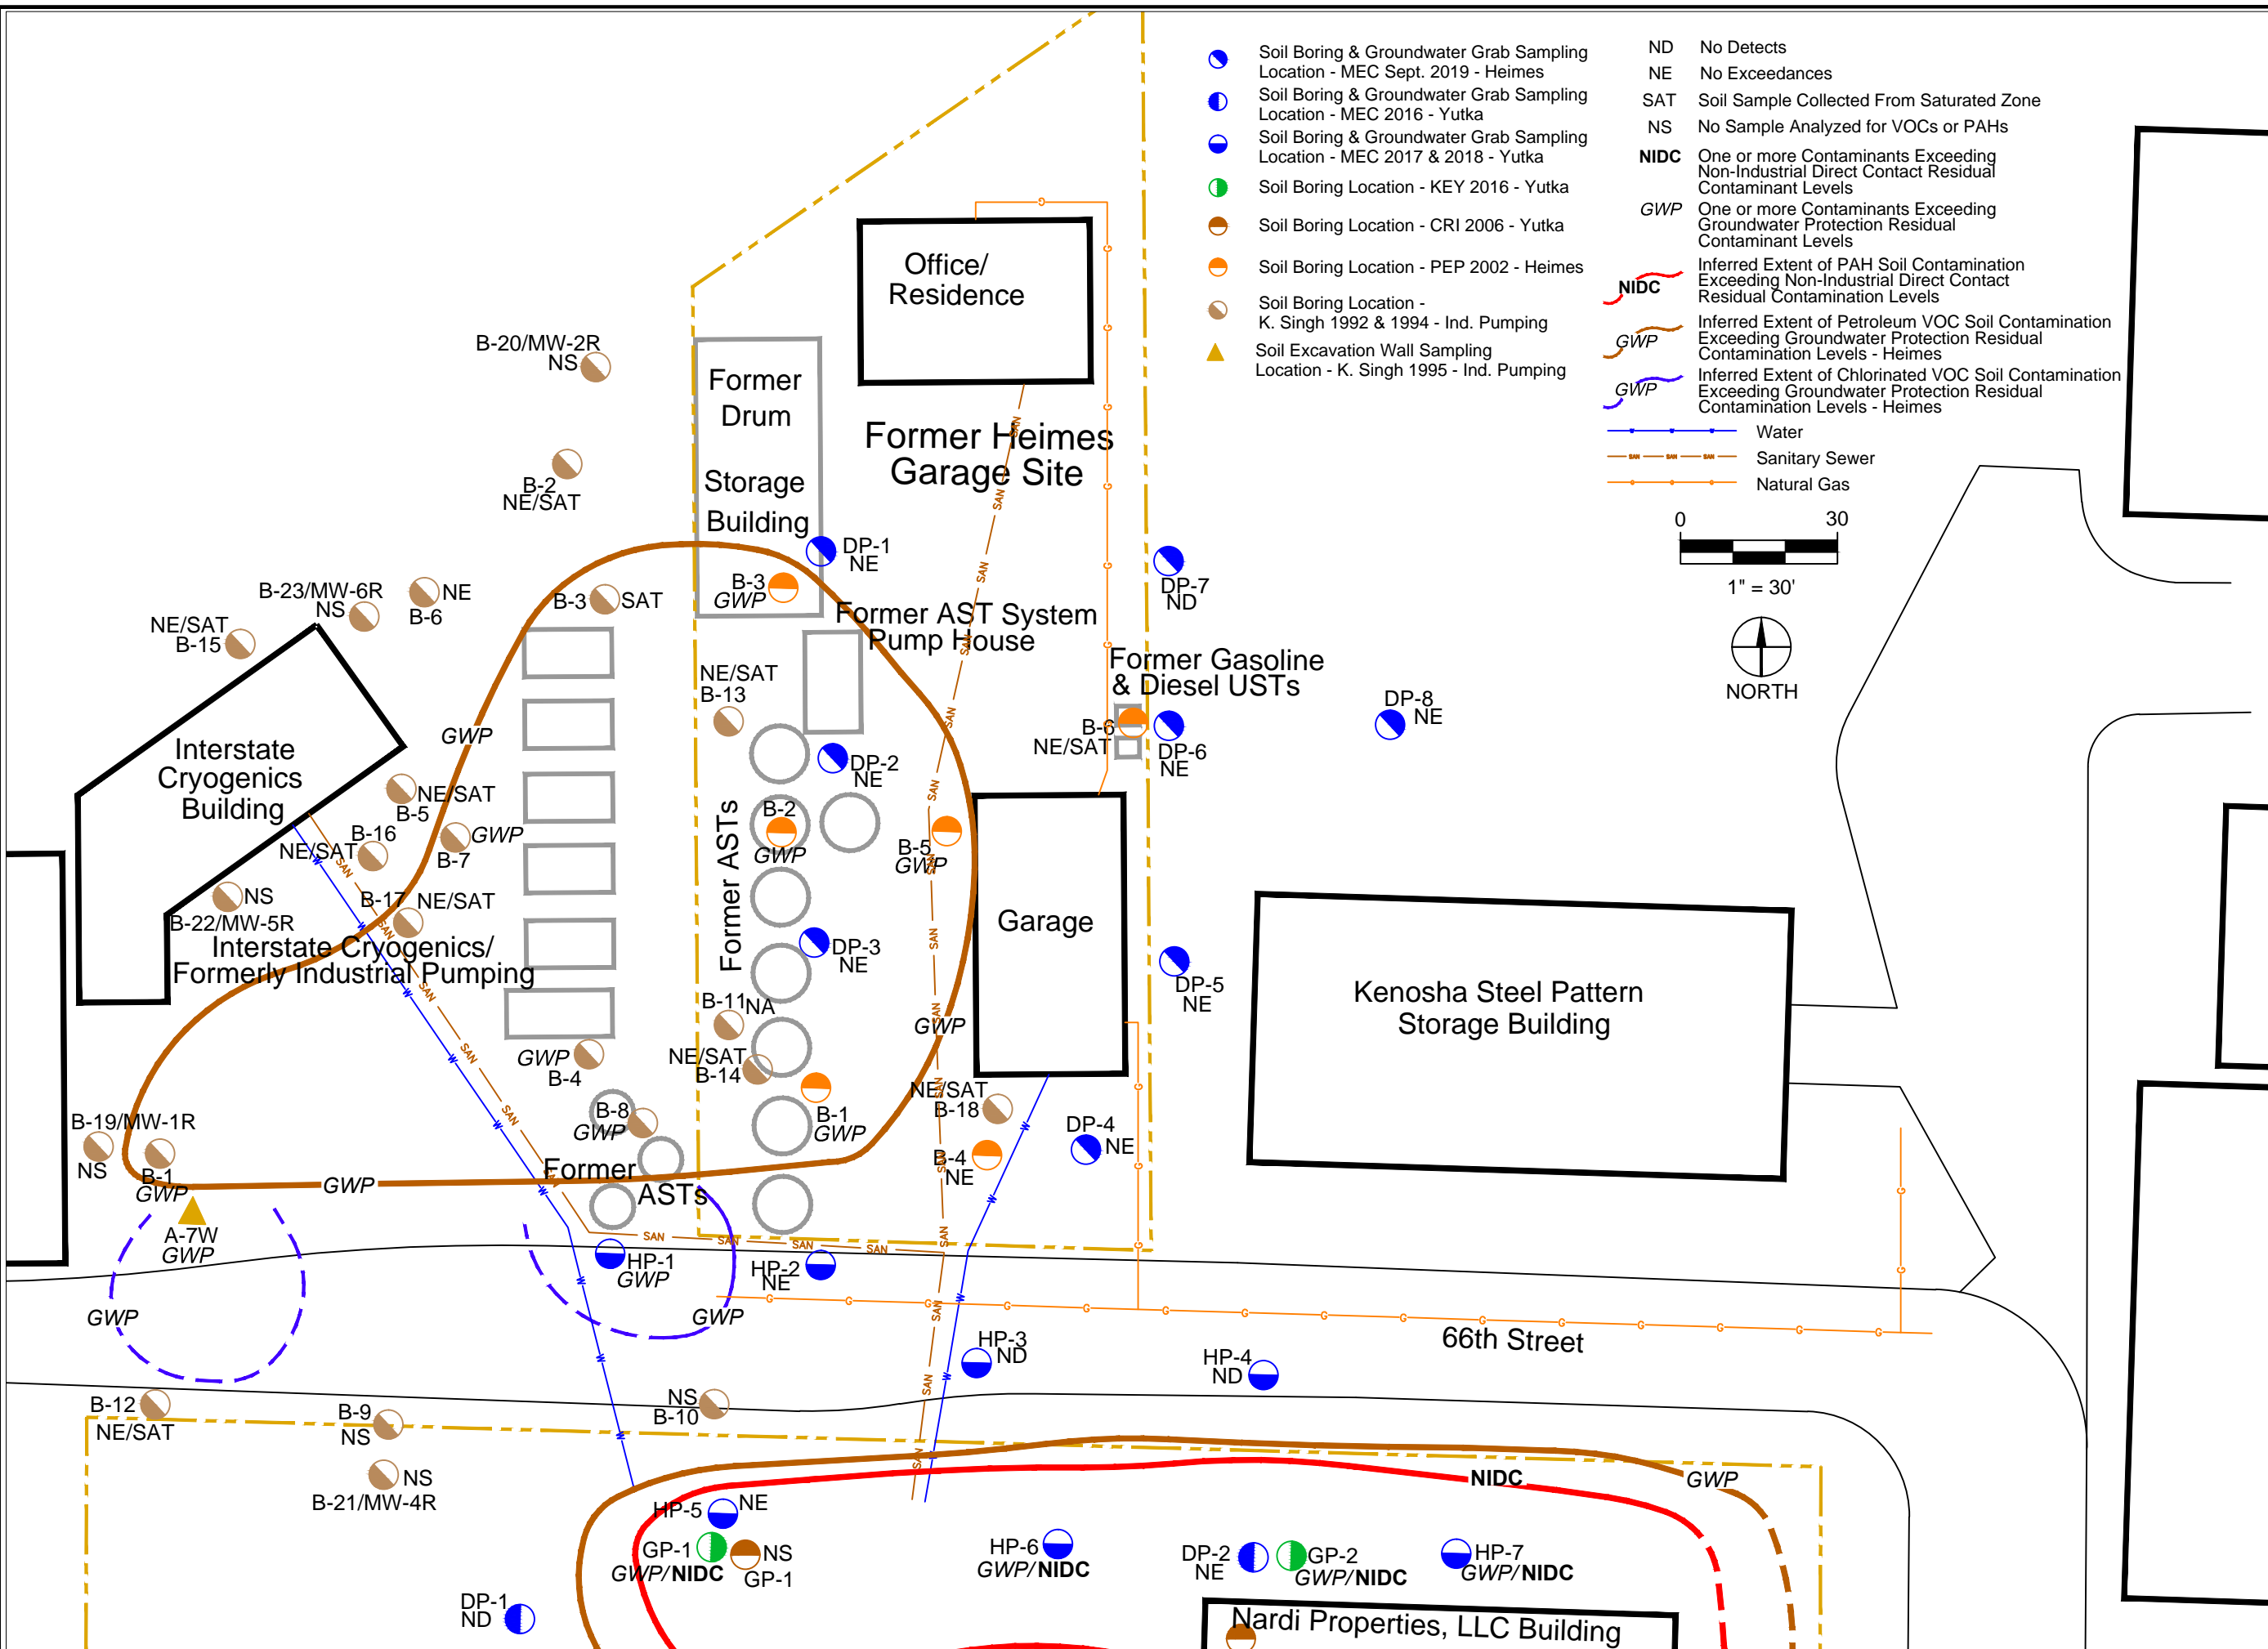 Soil Boring & Groundwater Grab Sampling
Location - MEC Sept. 2019 - Heimes
Soil Boring & Groundwater Grab Sampling
Location - MEC 2016 - Yutka
Soil Boring & Groundwater Grab Sampling
Location - MEC 2017 & 2018 - Yutka
Soil Boring Location - KEY 2016 - Yutka
Soil Boring Location - CRI 2006 - Yutka
Soil Boring Location - PEP 2002 - Heimes
Soil Boring Location -
K. Singh 1992 & 1994 - Ind. Pumping
Soil Excavation Wall Sampling
Location - K. Singh 1995 - Ind. Pumping
ND No Detects
NE No Exceedances
SAT Soil Sample Collected From Saturated Zone
NS No Sample Analyzed for VOCs or PAHs
NIDC One or more Contaminants Exceeding
Non-Industrial Direct Contact Residual
Contaminant Levels
GWP One or more Contaminants Exceeding
Groundwater Protection Residual
Contaminant Levels
NIDC Inferred Extent of PAH Soil Contamination
Exceeding Non-Industrial Direct Contact
Residual Contamination Levels
GWP Inferred Extent of Petroleum VOC Soil Contamination
Exceeding Groundwater Protection Residual
Contamination Levels - Heimes
GWP Inferred Extent of Chlorinated VOC Soil Contamination
Exceeding Groundwater Protection Residual
Contamination Levels - Heimes
W W W Water
SAN SAN SAN Sanitary Sewer
G G G Natural Gas
0 30
1" = 30'
NORTH
Office/
Residence
B-20/MW-2R
NS
Former
Drum
Storage
Building
Former Heimes
Garage Site
B-2
NE/SAT
DP-1
NE
B-3
GWP
DP-7
ND
B-23/MW-6R
NS
NE
B-6
B-3
SAT
NE/SAT
B-15
Former AST System
Pump House
Former Gasoline
& Diesel USTs
NE/SAT
B-13
B-6
NE/SAT
DP-6
NE
DP-8
NE
GWP
Interstate
Cryogenics
Building
DP-2
NE
NE/SAT
B-5
B-16
NE/SAT
GWP
B-7
B-2
GWP
B-5
GWP
Former ASTs
NS
B-22/MW-5R
B-17
NE/SAT
Garage
Interstate Cryogenics/
Formerly Industrial Pumping
DP-3
NE
DP-5
NE
Kenosha Steel Pattern
Storage Building
B-11
NA
GWP
GWP
B-4
NE/SAT
B-14
B-8
GWP
B-1
GWP
NE/SAT
B-18
DP-4
NE
B-4
NE
B-19/MW-1R
NS
B-1
GWP
GWP
Former
ASTs
A-7W
GWP
HP-1
GWP
HP-2
NE
GWP
GWP
HP-3
ND
HP-4
ND
66th Street
B-12
NE/SAT
B-9
NS
NS
B-10
NS
B-21/MW-4R
NIDC
GWP
HP-5
NE
GP-1
GWP/NIDC
NS
GP-1
HP-6
GWP/NIDC
DP-2
NE
GP-2
GWP/NIDC
HP-7
GWP/NIDC
DP-1
ND
Nardi Properties, LLC Building